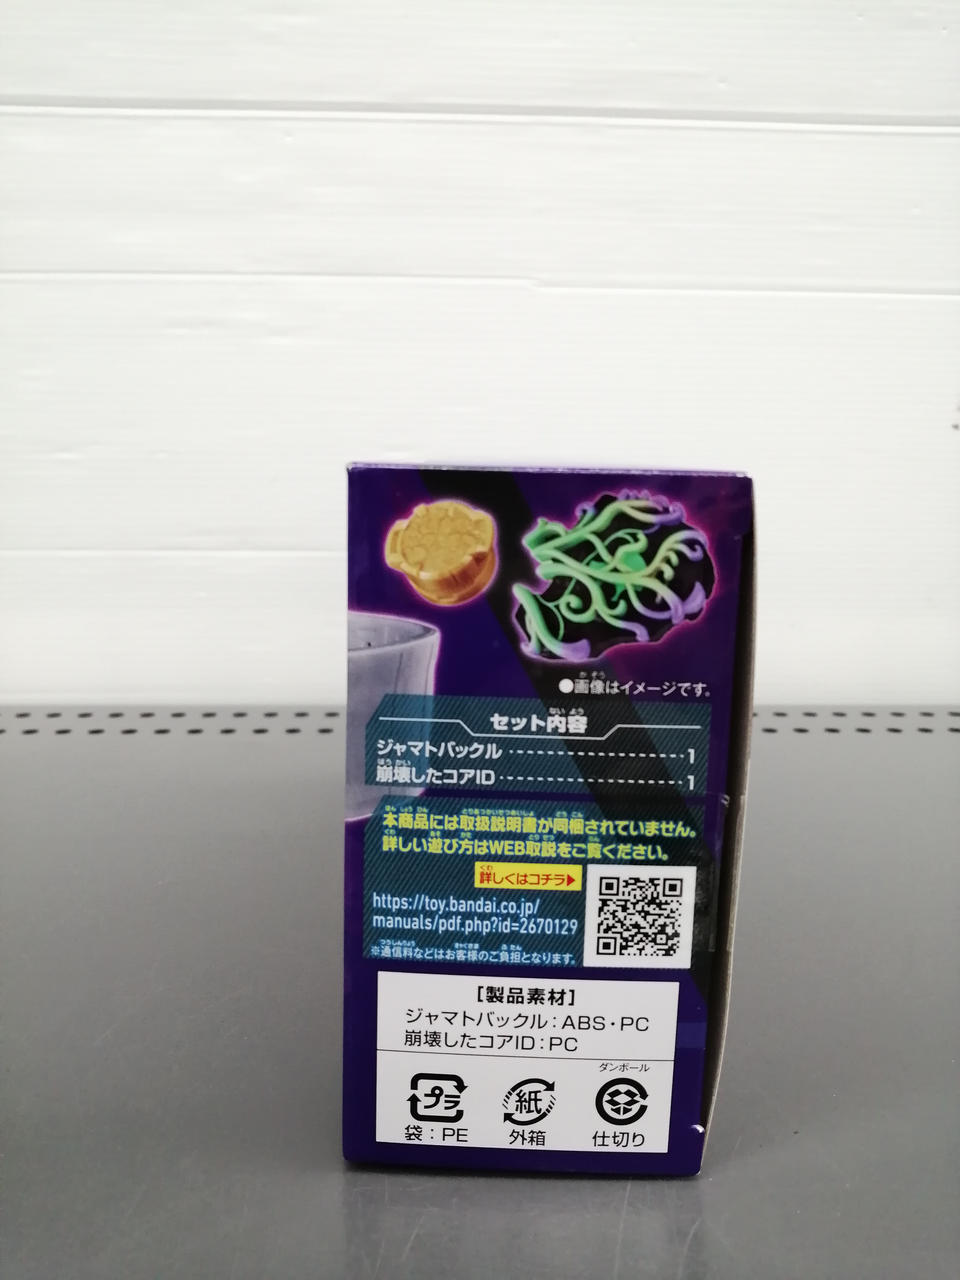 ●画像はイメージです。
セット内容
ジャマトバックル 1
崩壊したコアID 1
本商品には取扱説明書が同梱されていません。
詳しい遊び方はWEB取説をご覧ください。
詳しくはコチラ▶
https://toy.bandai.co.jp/
manuals/pdf.php?id=2670129
※通信料などはお客様のご負担となります。
[製品素材]
ジャマトバックル:ABS・PC
崩壊したコアID:PC
ダンボール
プラ 紙
袋:PE 外箱 仕切り